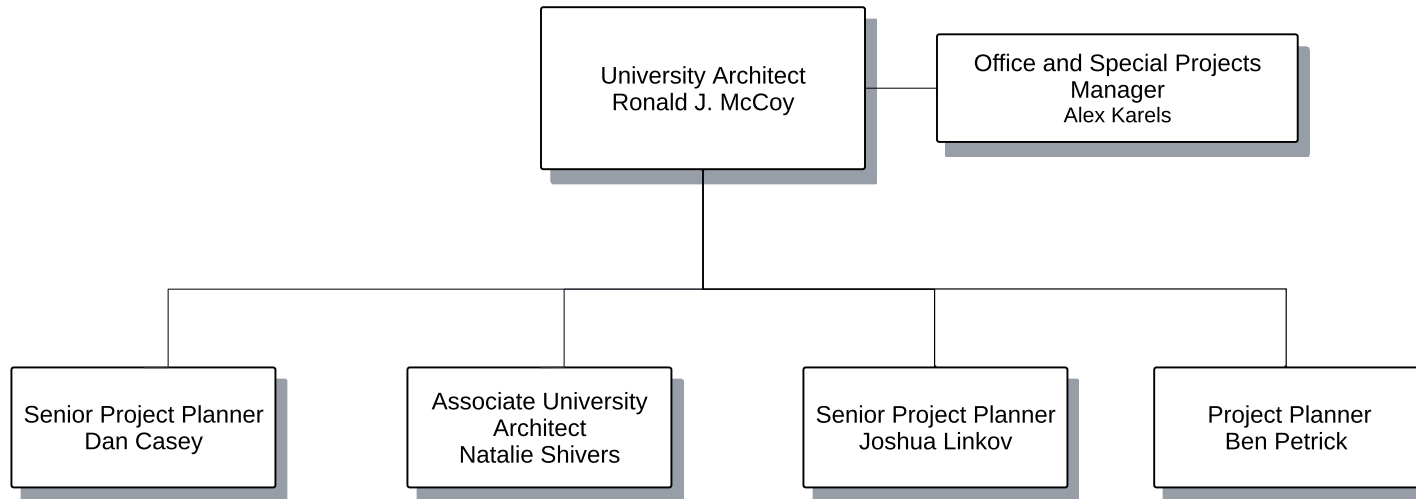 University Architect
Ronald J. McCoy
Office and Special Projects
Manager
Alex Karels
Senior Project Planner
Dan Casey
Associate University
Architect
Natalie Shivers
Senior Project Planner
Joshua Linkov
Project Planner
Ben Petrick